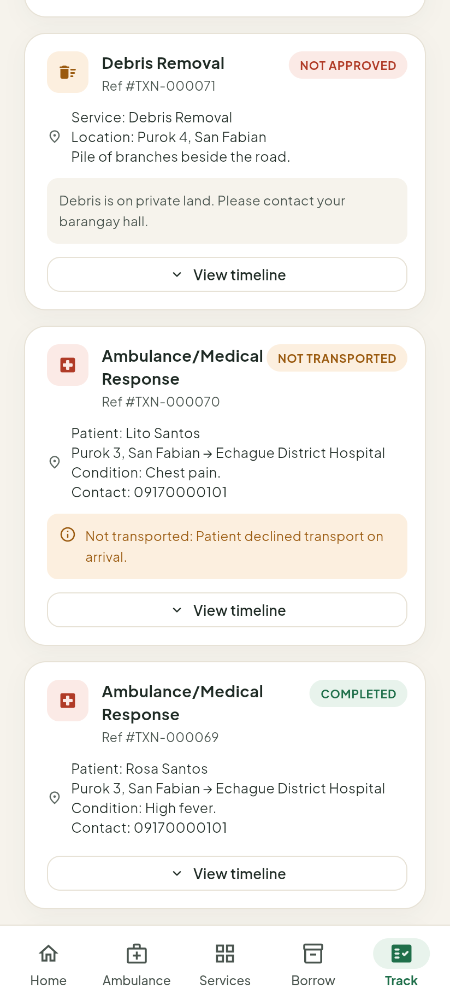 Debris Removal
NOT APPROVED
Ref #TXN-000071
Service: Debris Removal
Location: Purok 4, San Fabian
Pile of branches beside the road.
Debris is on private land. Please contact your
barangay hall.
View timeline
Ambulance/Medical
Response
NOT TRANSPORTED
Ref #TXN-000070
Patient: Lito Santos
Purok 3, San Fabian → Echague District Hospital
Condition: Chest pain.
Contact: 09170000101
Not transported: Patient declined transport on
arrival.
View timeline
Ambulance/Medical
Response
COMPLETED
Ref #TXN-000069
Patient: Rosa Santos
Purok 3, San Fabian → Echague District Hospital
Condition: High fever.
Contact: 09170000101
View timeline
Home
Ambulance
Services
Borrow
Track